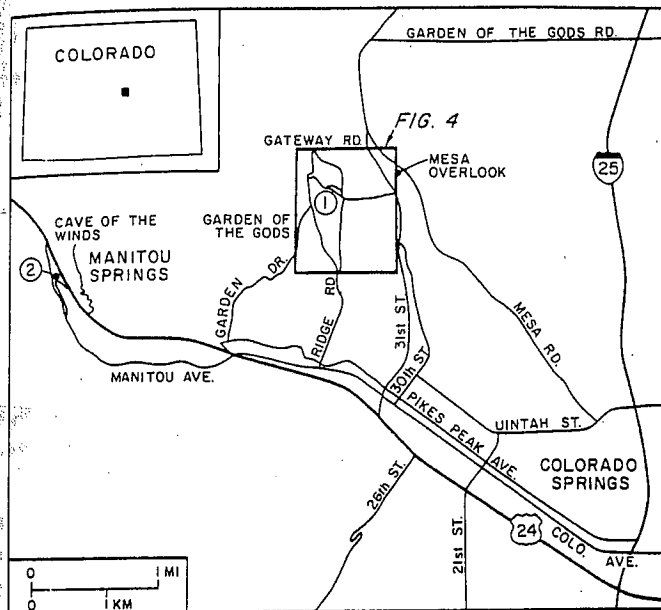 COLORADO
GARDEN OF THE GODS RD.
FIG. 4
GATEWAY RD.
MESA
OVERLOOK
25
1
CAVE OF THE
WINDS
GARDEN OF
THE GODS
MANITOU
SPRINGS
2
GARDEN DR.
RIDGE RD.
31st ST.
30th ST.
MESA RD.
MANITOU AVE.
PIKES PEAK AVE.
UINTAH ST.
COLORADO
SPRINGS
26th ST.
21st ST.
24
COLO. AVE.
0 1 MI
0 1 KM